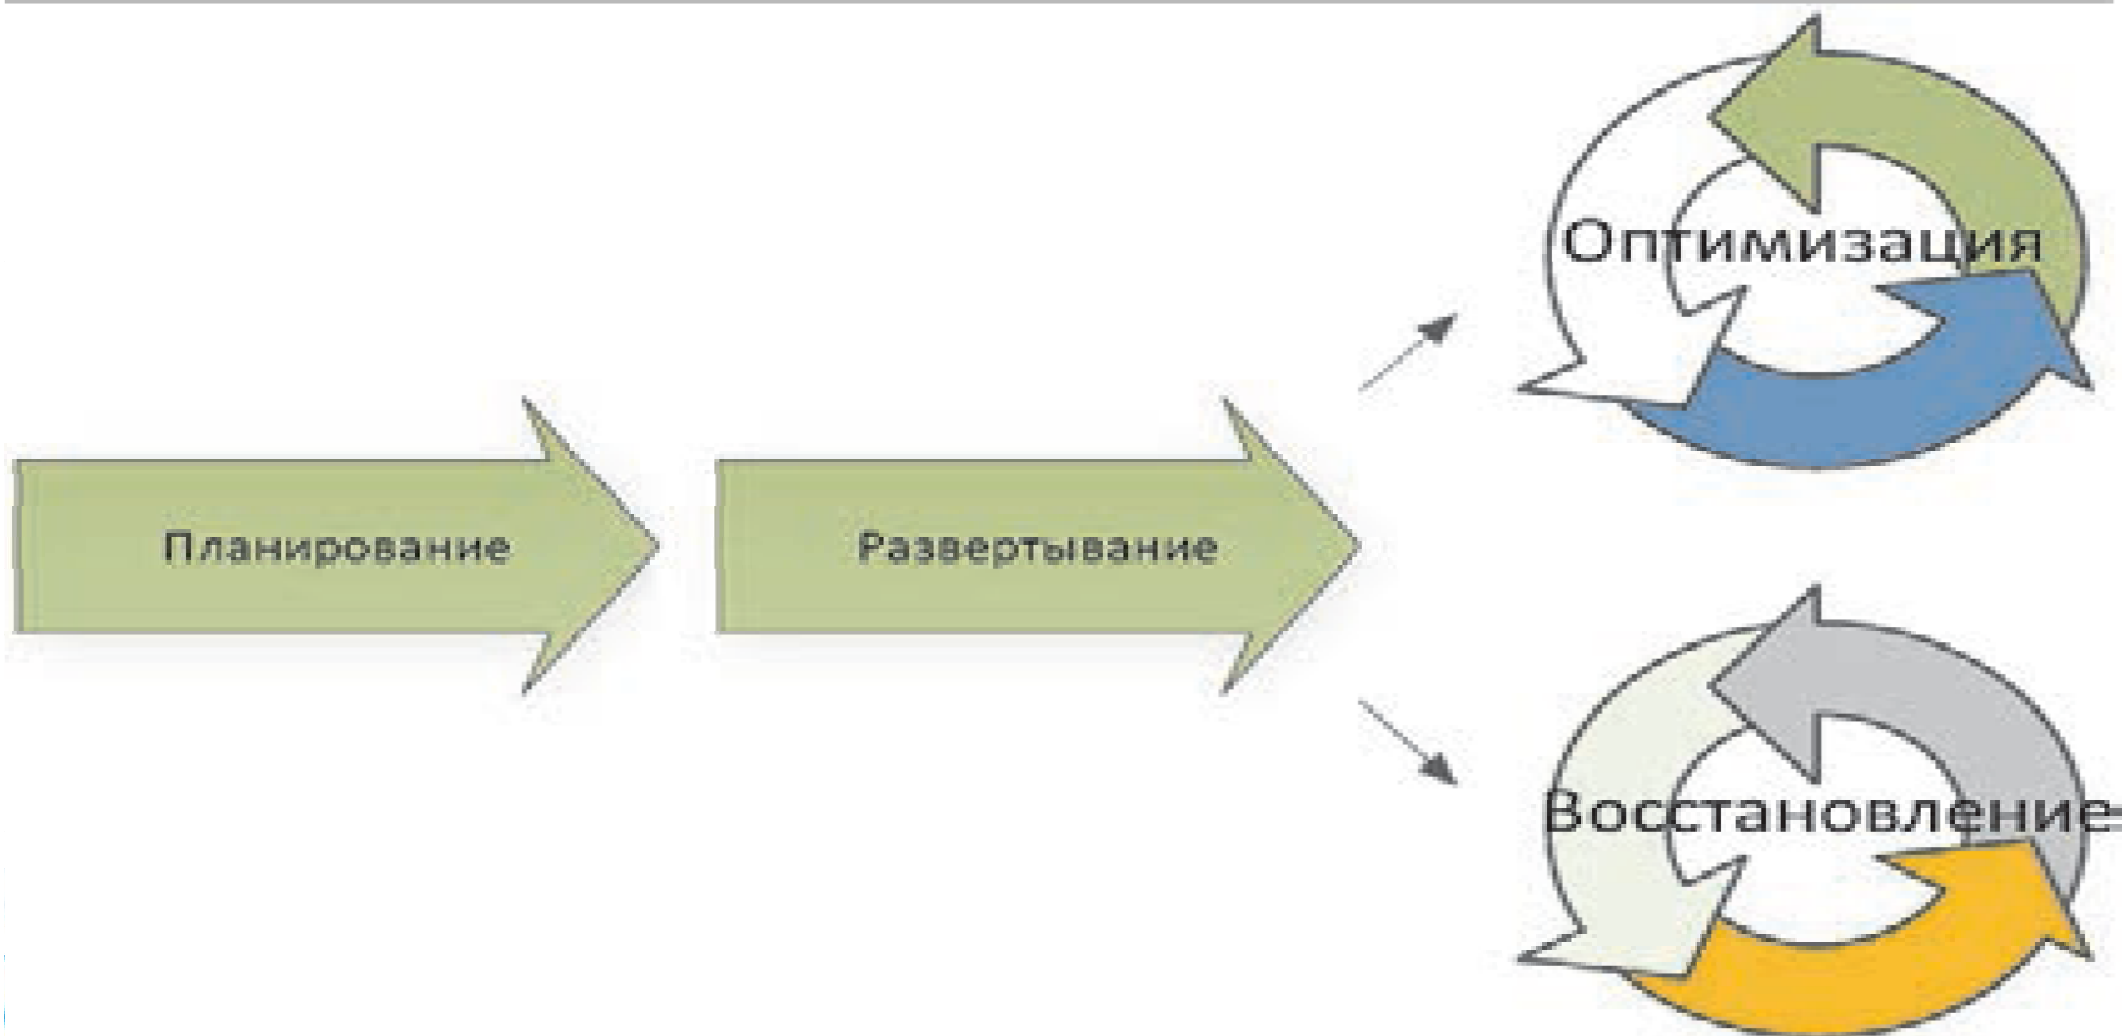 Оптимизация
Планирование
Развертывание
Восстановление